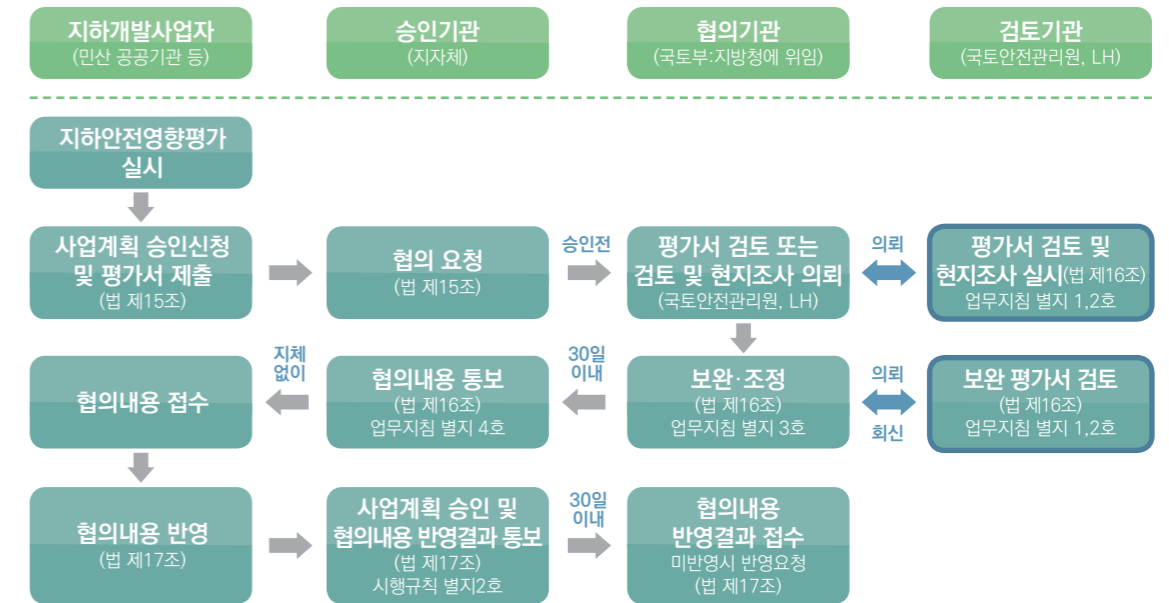 지하개발사업자
(민산 공공기관 등)
승인기관
(지자체)
협의기관
(국토부:지방청에 위임)
검토기관
(국토안전관리원, LH)
지하안전영향평가
실시
사업계획 승인신청
및 평가서 제출
(법 제15조)
협의 요청
(법 제15조)
승인전
평가서 검토 또는
검토 및 현지조사 의뢰
(국토안전관리원, LH)
의뢰
평가서 검토 및
현지조사 실시(법 제16조)
업무지침 별지 1,2호
협의내용 접수
지체
없이
협의내용 통보
(법 제16조)
업무지침 별지 4호
30일
이내
보완·조정
(법 제16조)
업무지침 별지 3호
의뢰
회신
보완 평가서 검토
(법 제16조)
업무지침 별지 1,2호
협의내용 반영
(법 제17조)
사업계획 승인 및
협의내용 반영결과 통보
(법 제17조)
시행규칙 별지2호
30일
이내
협의내용
반영결과 접수
미반영시 반영요청
(법 제17조)